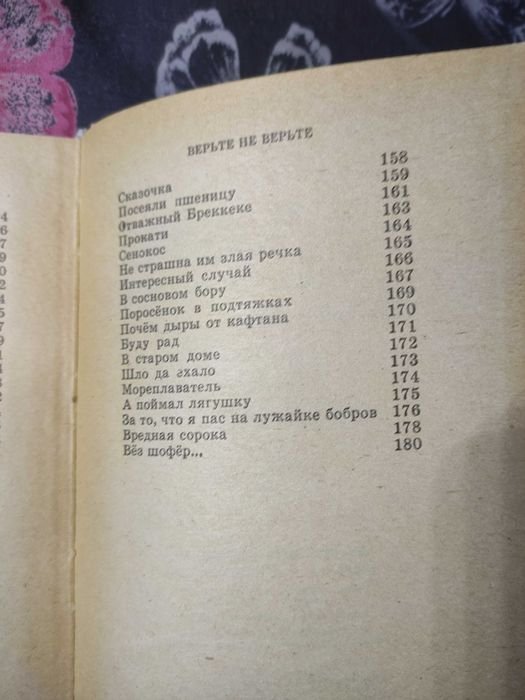 ВЕРЬТЕ НЕ ВЕРЬТЕ
Сказочка 158
Посеяли пшеницу 159
Отважный Бреккеке 161
Прокати 163
Сенокос 164
Не страшна им злая речка 165
Интересный случай 166
В сосновом бору 167
Поросёнок в подтяжках 169
Почём дыры от кафтана 170
Буду рад 171
В старом доме 172
Шло да ехало 173
Мореплаватель 174
А поймал лягушку 175
За то, что я пас на лужайке бобров 176
Вредная сорока 178
Вёз шофёр... 180